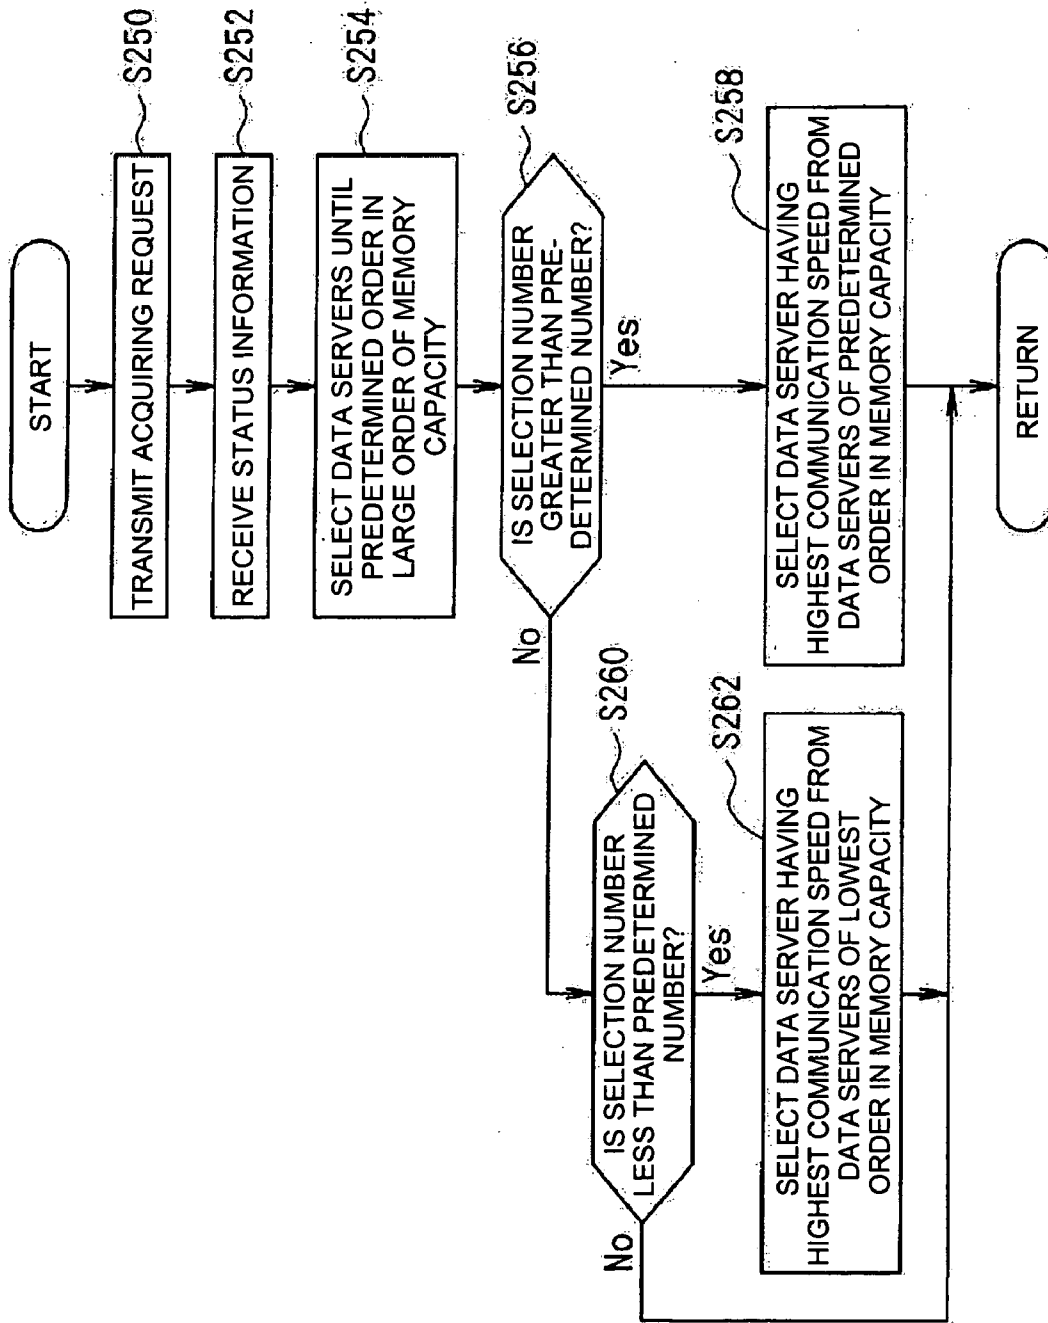 START
TRANSMIT ACQUIRING REQUEST
S250
RECEIVE STATUS INFORMATION
S252
SELECT DATA SERVERS UNTIL
PREDETERMINED ORDER IN
LARGE ORDER OF MEMORY
CAPACITY
S254
IS SELECTION NUMBER
GREATER THAN PRE-
DETERMINED NUMBER?
S256
No
Yes
IS SELECTION NUMBER
LESS THAN PREDETERMINED
NUMBER?
S260
No
Yes
SELECT DATA SERVER HAVING
HIGHEST COMMUNICATION SPEED FROM
DATA SERVERS OF LOWEST
ORDER IN MEMORY CAPACITY
S262
SELECT DATA SERVER HAVING
HIGHEST COMMUNICATION SPEED FROM
DATA SERVERS OF PREDETERMINED
ORDER IN MEMORY CAPACITY
S258
RETURN